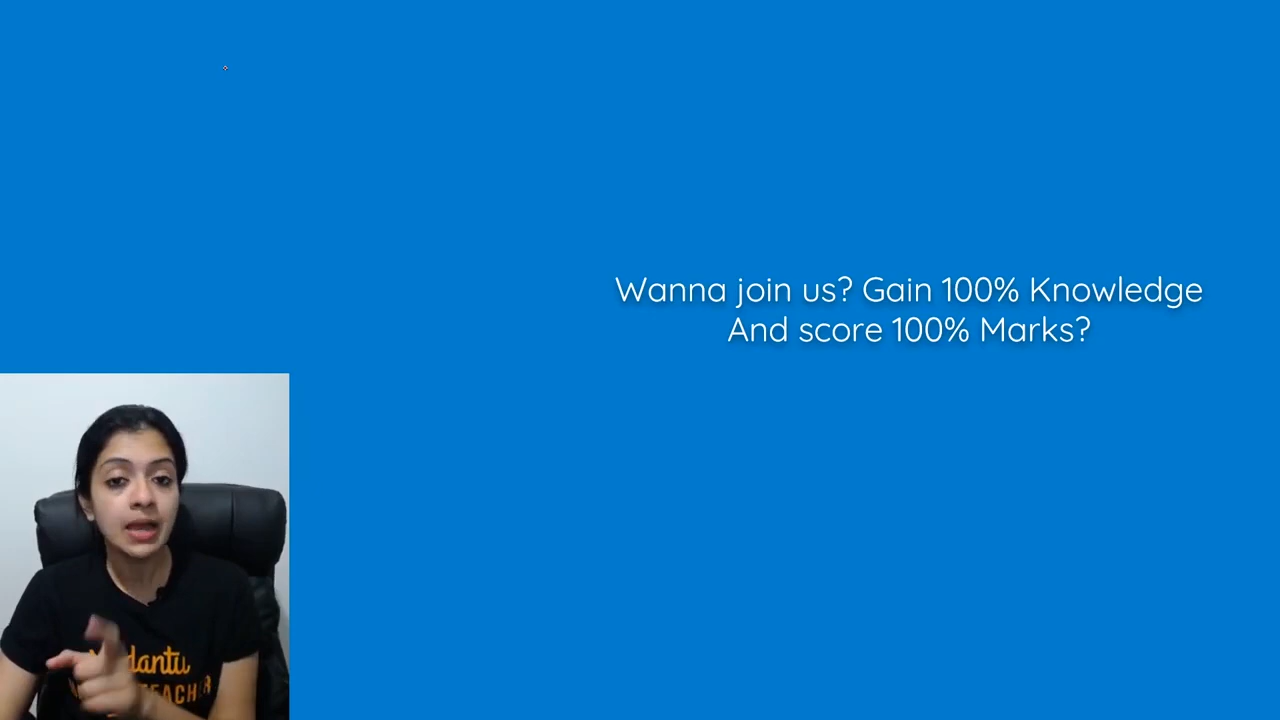 Wanna join us? Gain 100% Knowledge
And score 100% Marks?